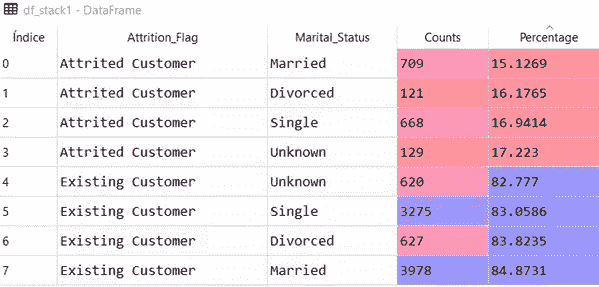 df_stack1 - DataFrame
Índice Attrition_Flag Marital_Status Counts Percentage
0 Attrited Customer Married 709 15.1269
1 Attrited Customer Divorced 121 16.1765
2 Attrited Customer Single 668 16.9414
3 Attrited Customer Unknown 129 17.223
4 Existing Customer Unknown 620 82.777
5 Existing Customer Single 3275 83.0586
6 Existing Customer Divorced 627 83.8235
7 Existing Customer Married 3978 84.8731